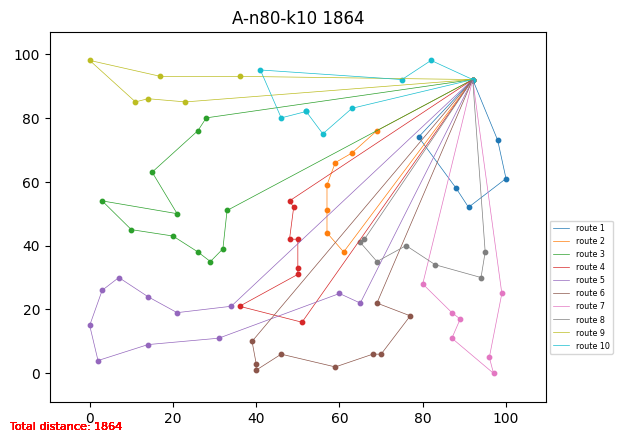 A-n80-k10 1864
100
80
60
40
20
0
0 20 40 60 80 100
route 1
route 2
route 3
route 4
route 5
route 6
route 7
route 8
route 9
route 10
Total distance: 1864